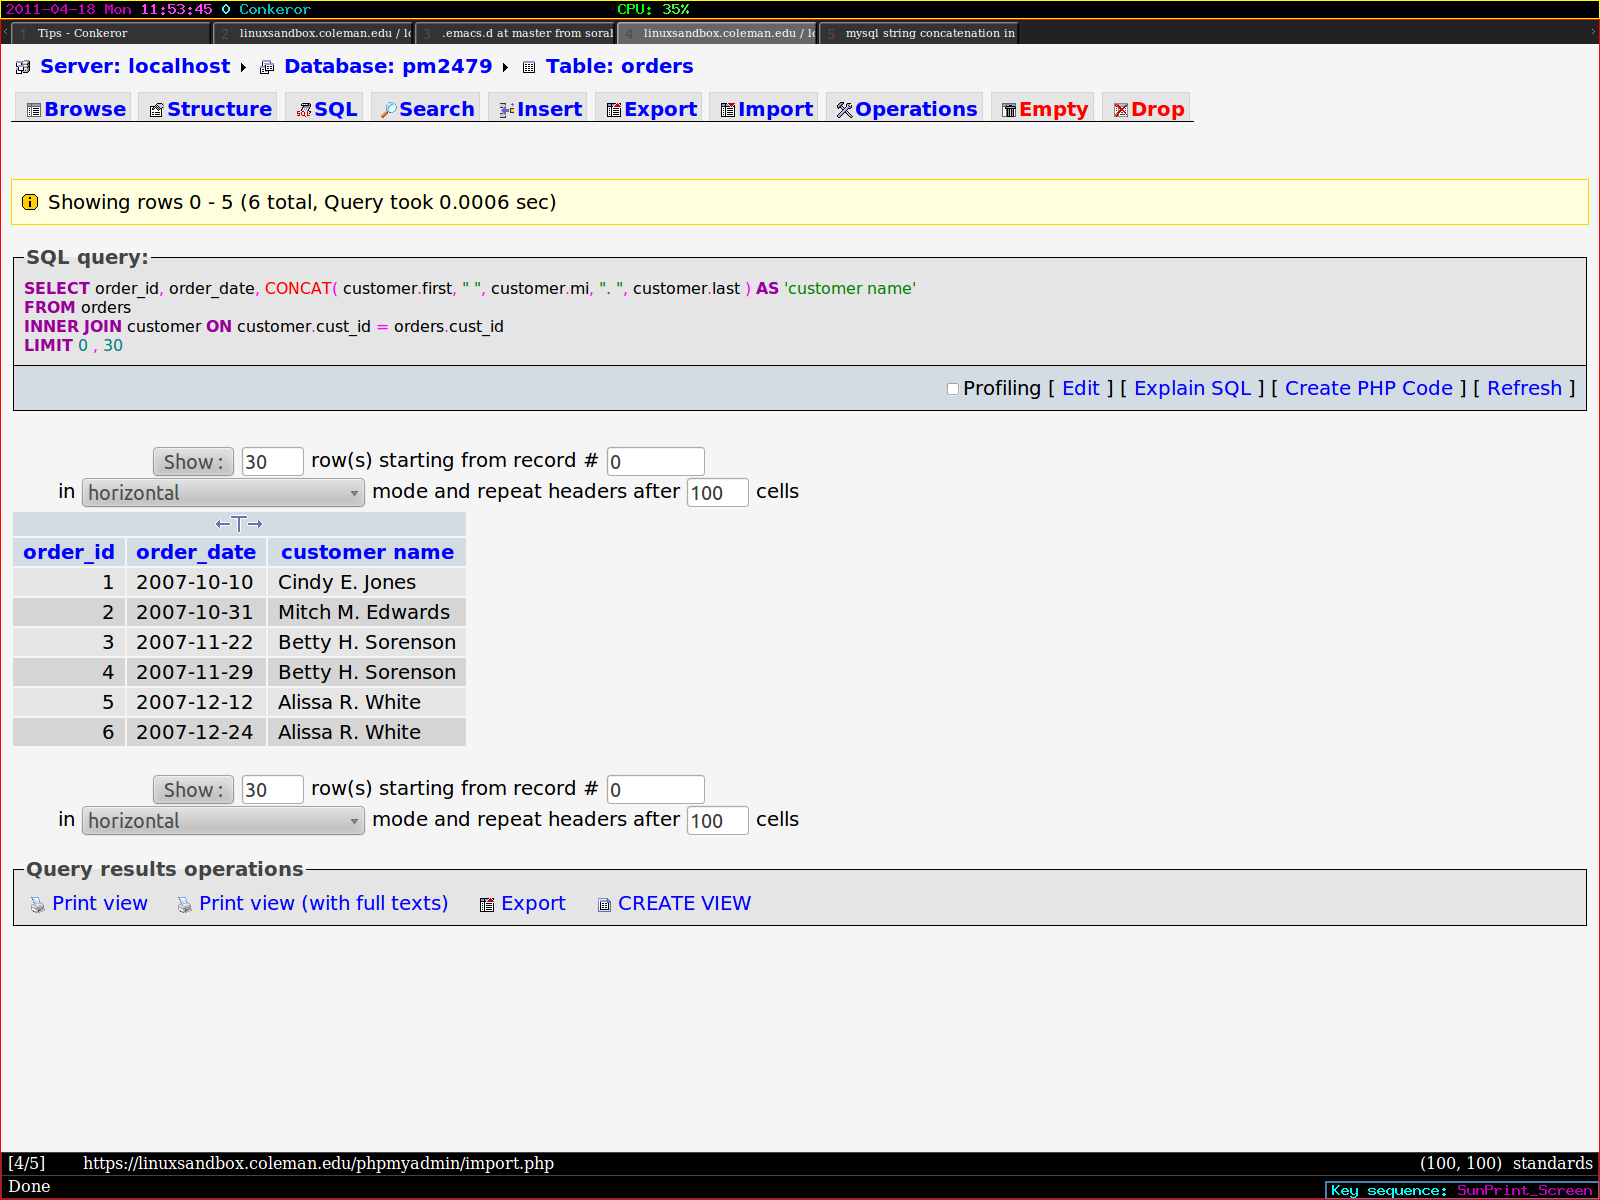 2011-04-18 Mon 11:53:45 0 Conkeror CPU: 35%
1 Tips - Conkeror 2 linuxsandbox.coleman.edu / lo 3 .emacs.d at master from soral 4 linuxsandbox.coleman.edu / lo 5 mysql string concatenation in
Server: localhost Database: pm2479 Table: orders
Browse Structure SQL Search Insert Export Import Operations Empty Drop
Showing rows 0 - 5 (6 total, Query took 0.0006 sec)
SQL query:
SELECT order_id, order_date, CONCAT( customer.first, " ", customer.mi, ". ", customer.last ) AS 'customer name'
FROM orders
INNER JOIN customer ON customer.cust_id = orders.cust_id
LIMIT 0 , 30
Profiling [ Edit ] [ Explain SQL ] [ Create PHP Code ] [ Refresh ]
Show : 30 row(s) starting from record # 0
in horizontal mode and repeat headers after 100 cells
←T→
order_id order_date customer name
1 2007-10-10 Cindy E. Jones
2 2007-10-31 Mitch M. Edwards
3 2007-11-22 Betty H. Sorenson
4 2007-11-29 Betty H. Sorenson
5 2007-12-12 Alissa R. White
6 2007-12-24 Alissa R. White
Show : 30 row(s) starting from record # 0
in horizontal mode and repeat headers after 100 cells
Query results operations
Print view Print view (with full texts) Export CREATE VIEW
[4/5] https://linuxsandbox.coleman.edu/phpmyadmin/import.php (100, 100) standards
Done
Key sequence: SunPrint_Screen